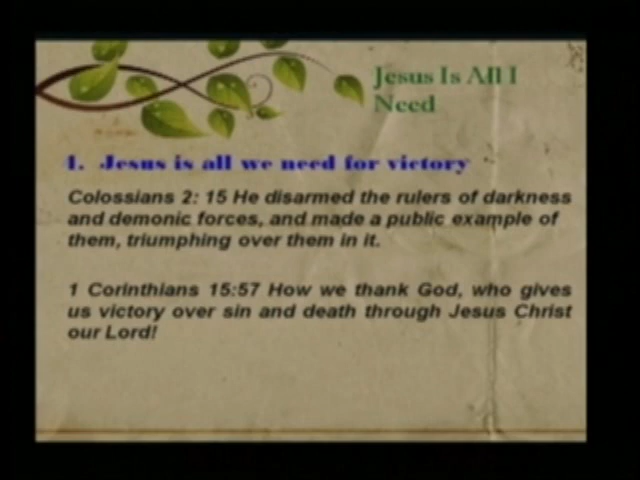 Jesus Is All I
Need
1. Jesus is all we need for victory
Colossians 2: 15 He disarmed the rulers of darkness
and demonic forces, and made a public example of
them, triumphing over them in it.
1 Corinthians 15:57 How we thank God, who gives
us victory over sin and death through Jesus Christ
our Lord!